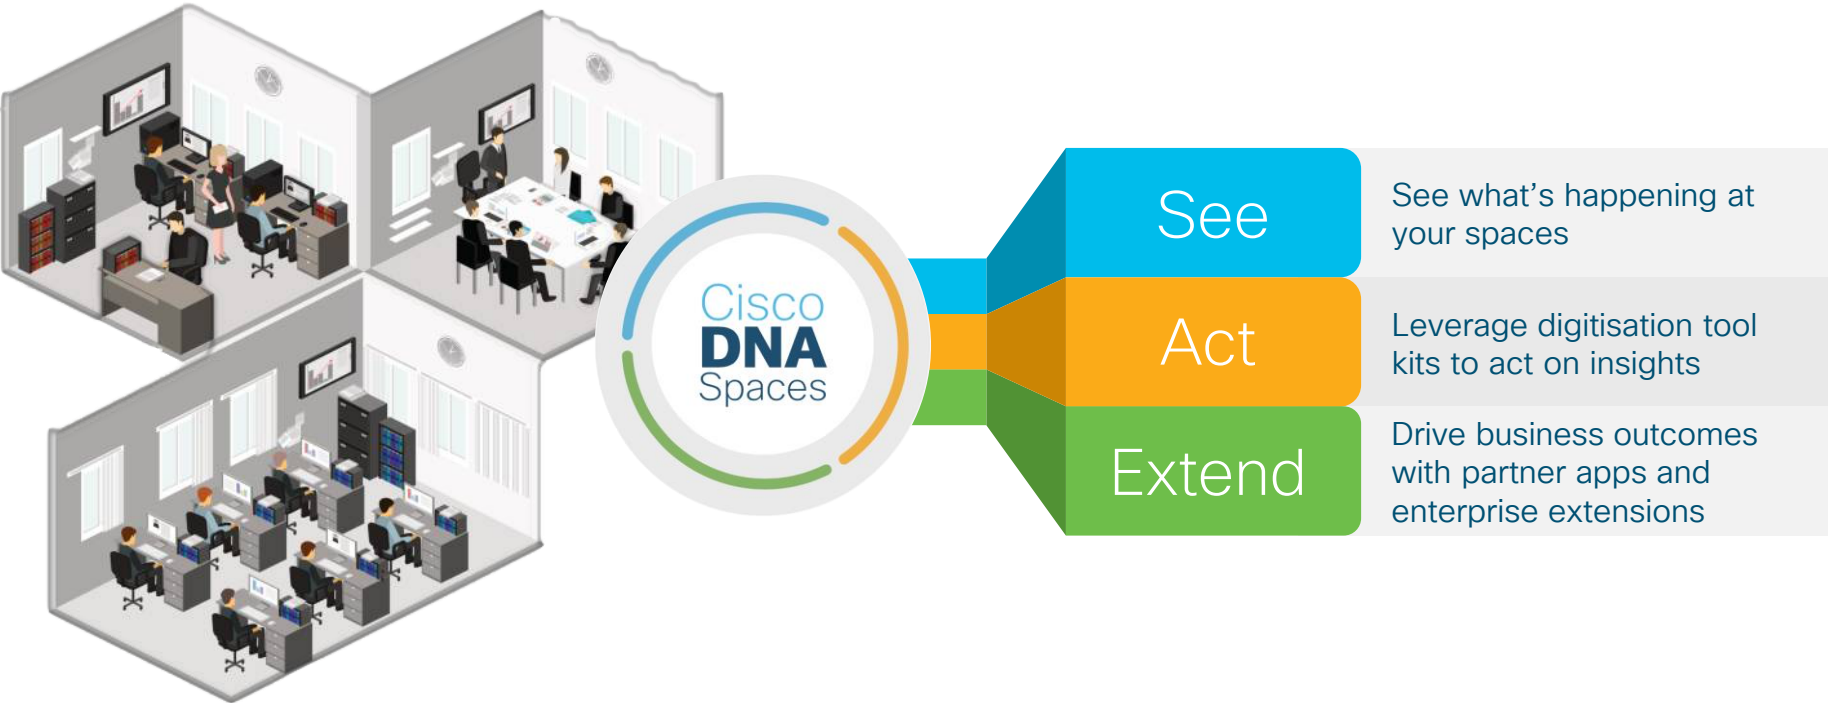 Cisco
DNA
Spaces
See
See what's happening at
your spaces
Act
Leverage digitisation tool
kits to act on insights
Extend
Drive business outcomes
with partner apps and
enterprise extensions